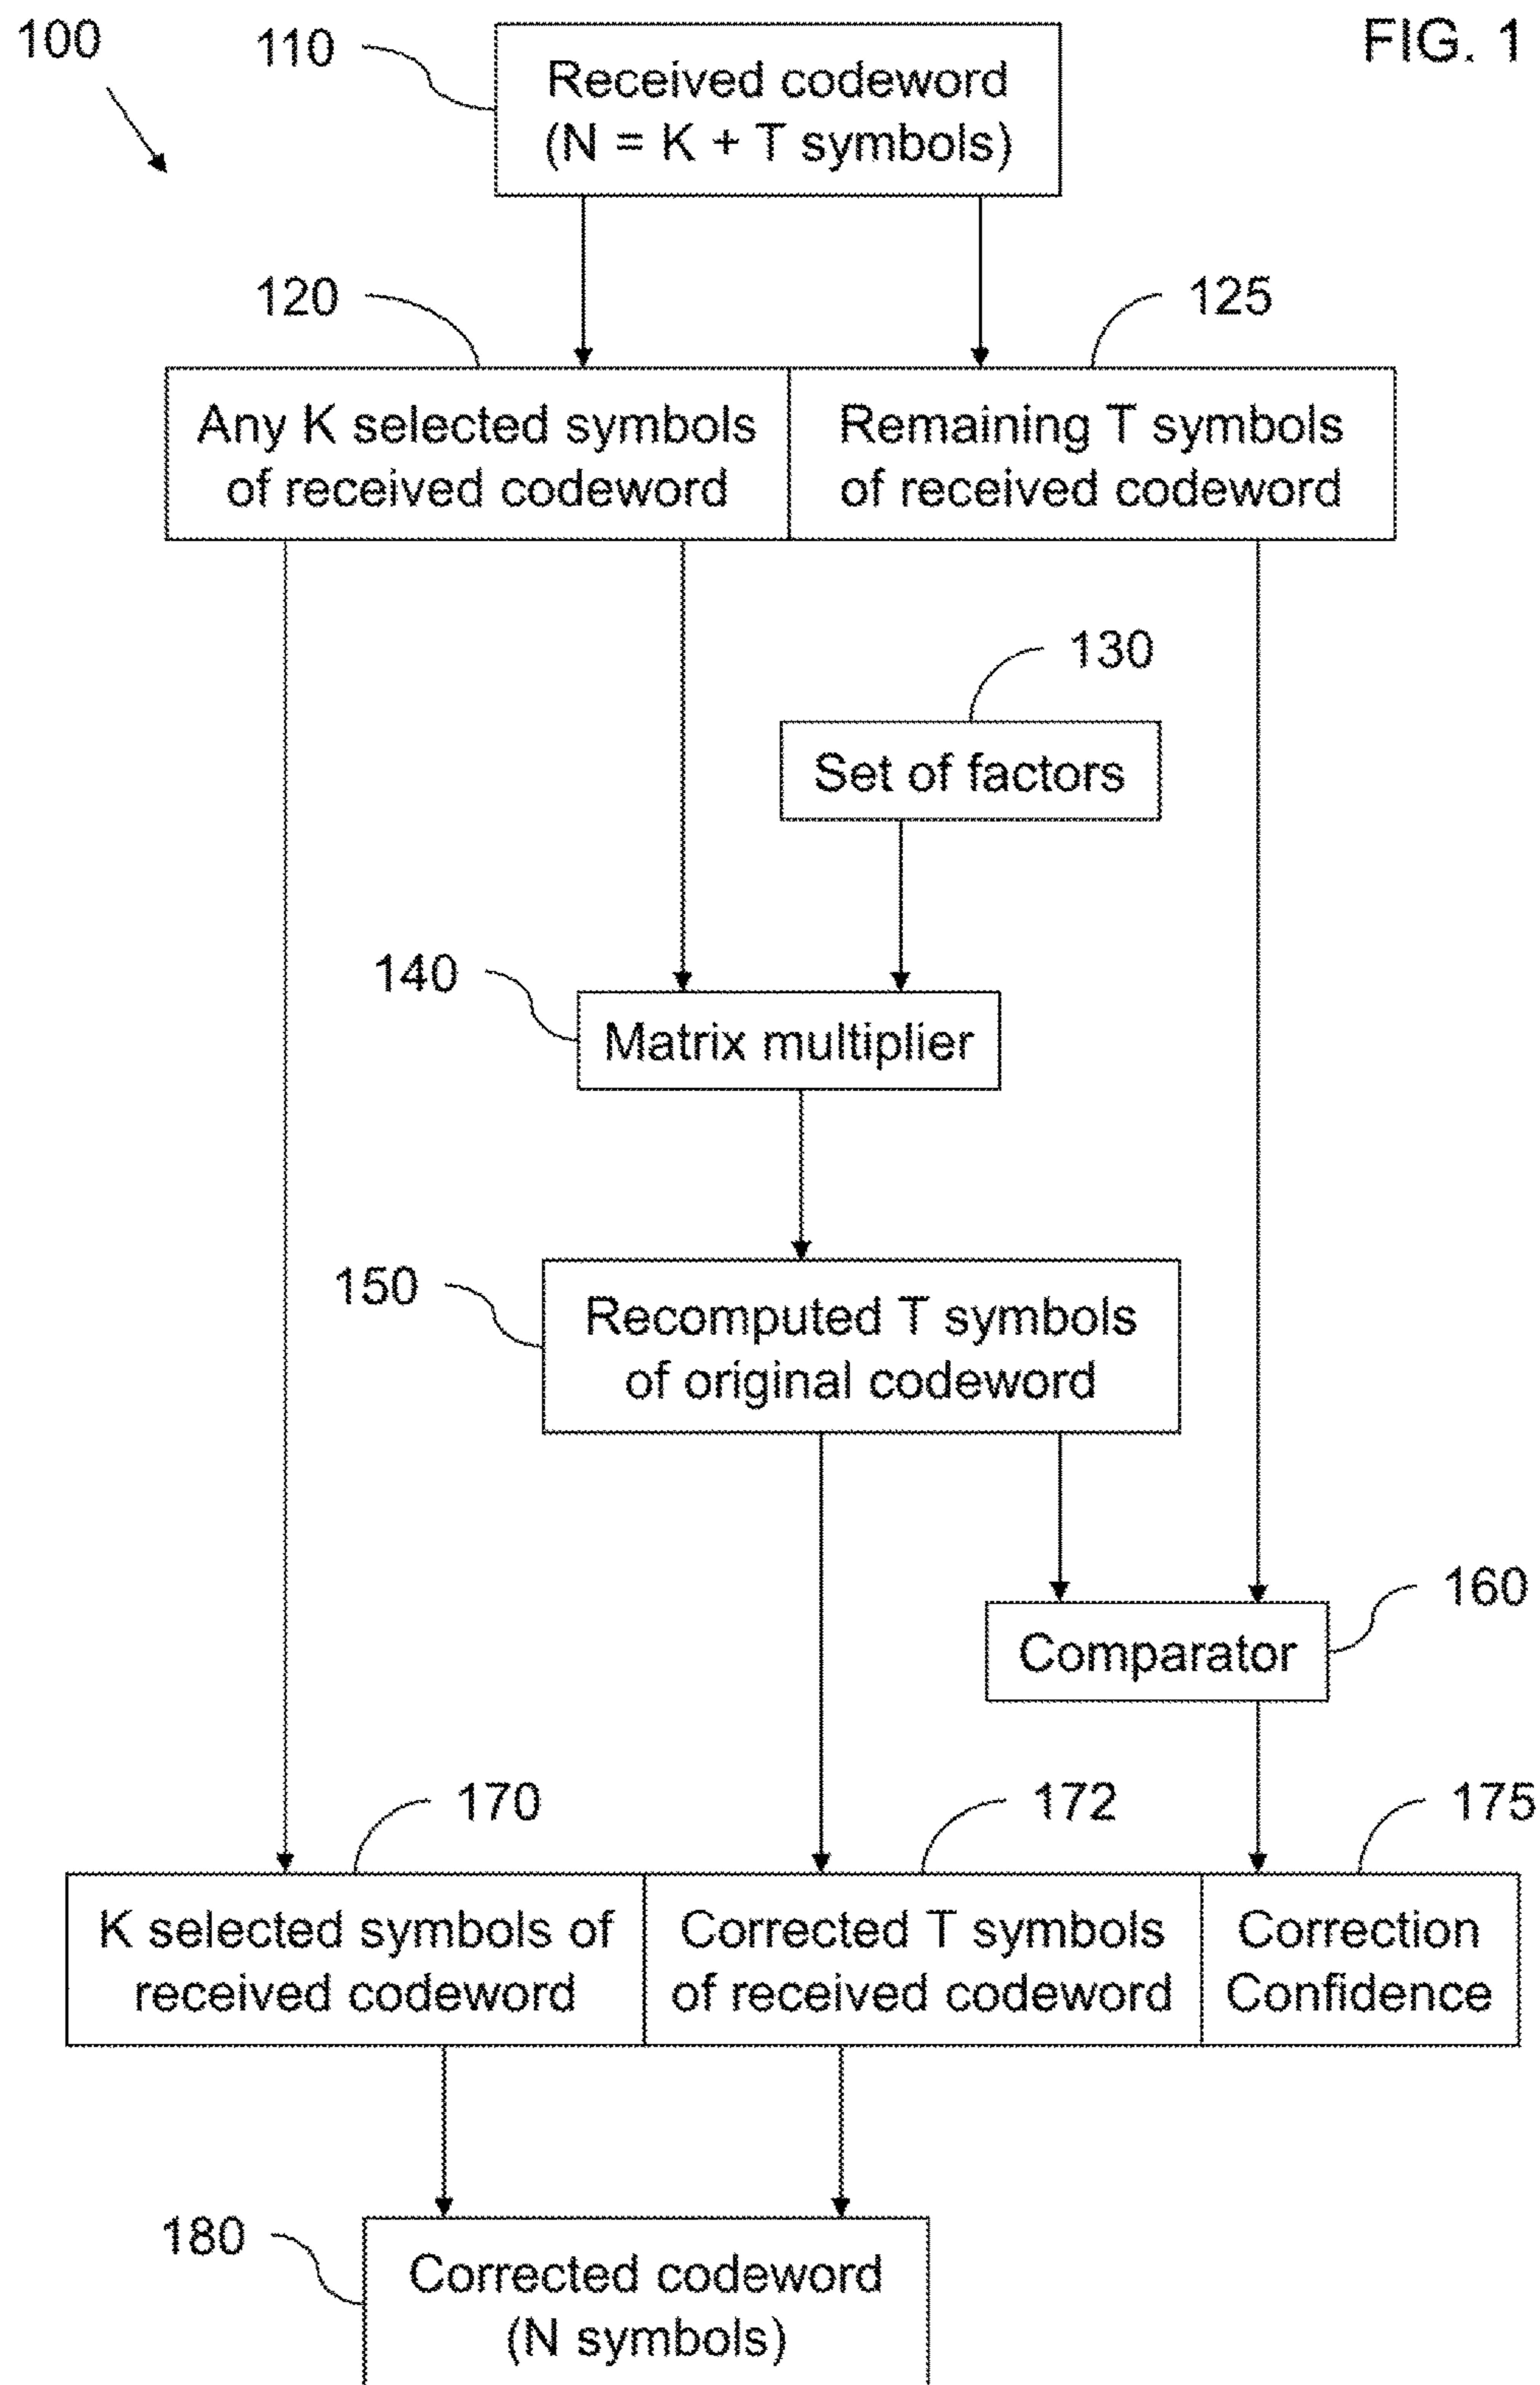 100
110
FIG. 1
Received codeword
(N = K + T symbols)
120
125
Any K selected symbols
of received codeword
Remaining T symbols
of received codeword
130
Set of factors
140
Matrix multiplier
150
Recomputed T symbols
of original codeword
160
Comparator
170
172
175
K selected symbols of
received codeword
Corrected T symbols
of received codeword
Correction
Confidence
180
Corrected codeword
(N symbols)